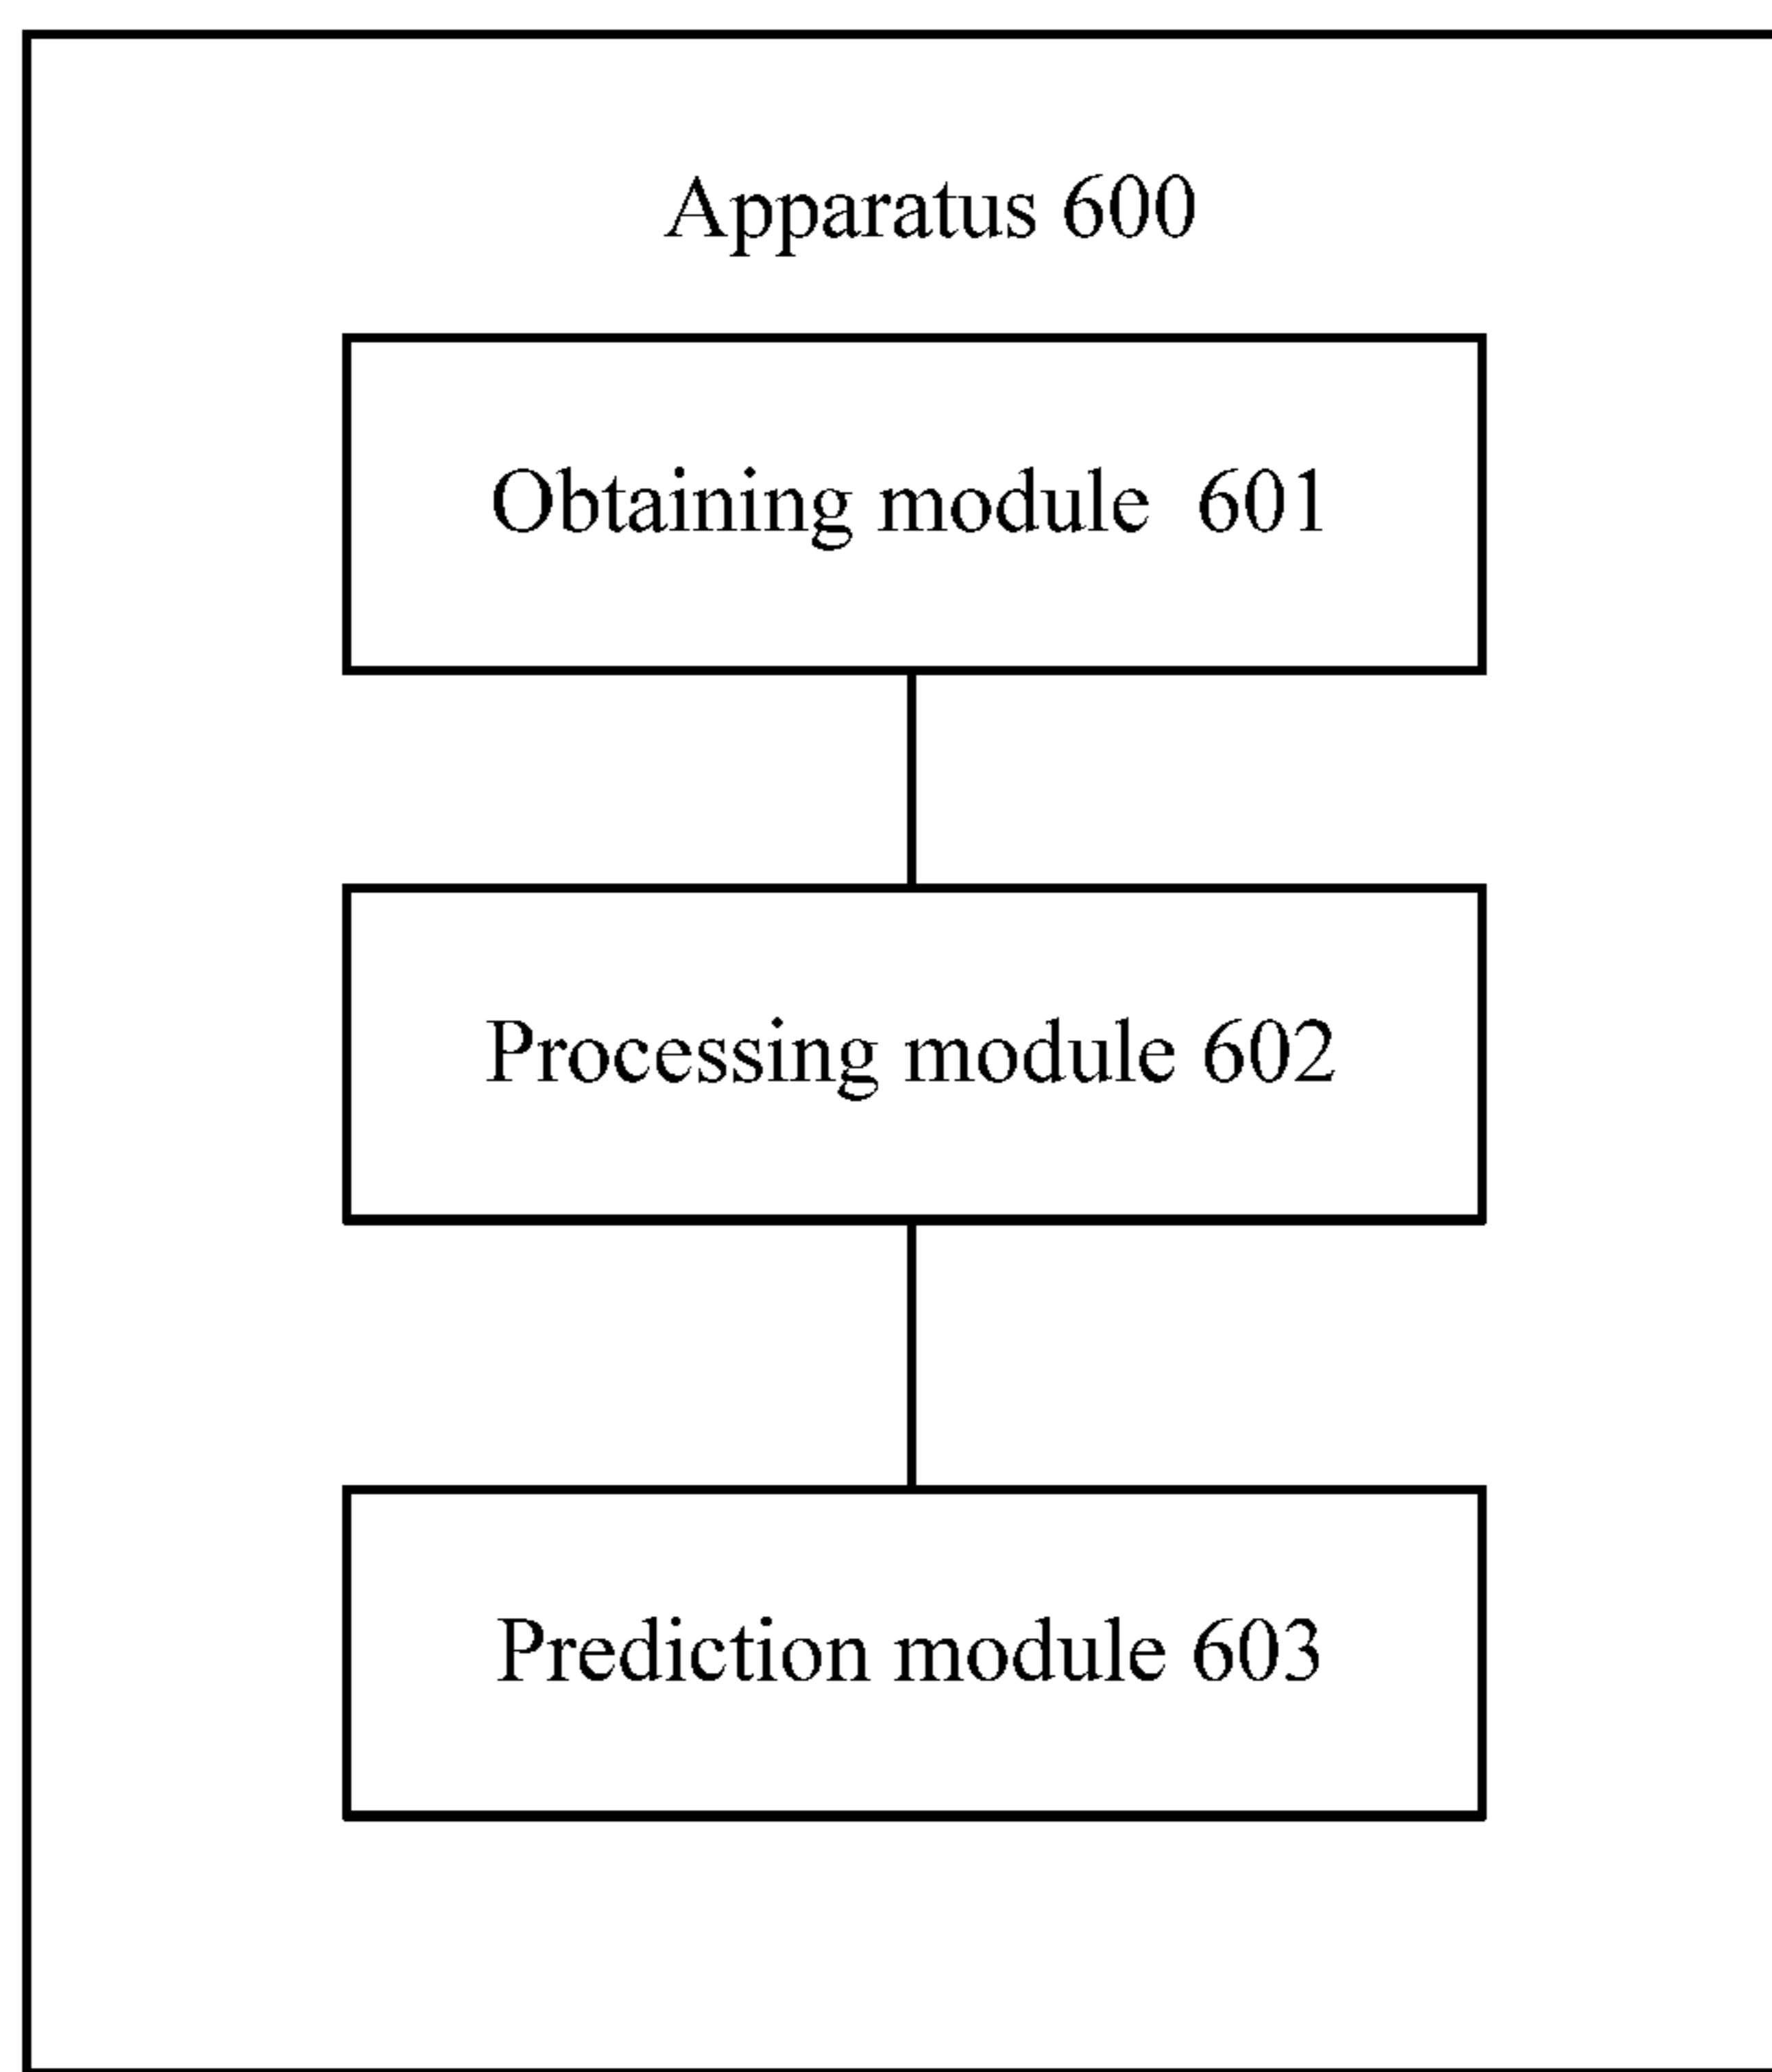 Apparatus 600
Obtaining module 601
Processing module 602
Prediction module 603